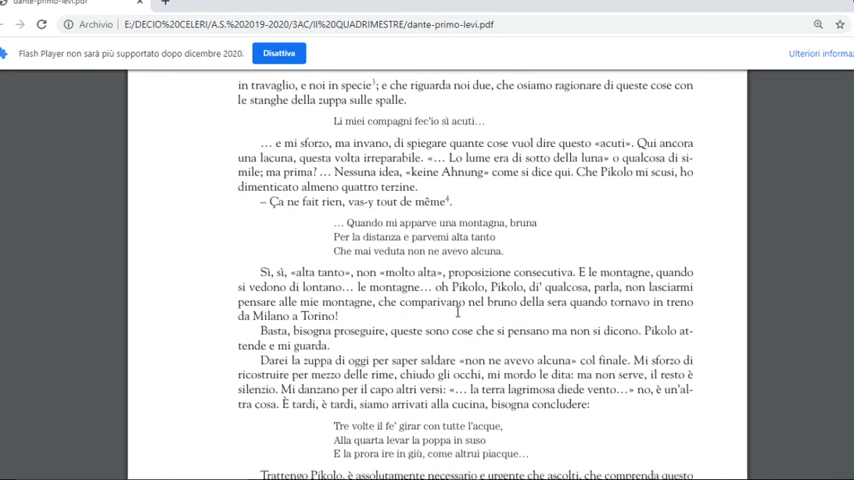 Archivio
E:/DECIO%20CELERI/A.S.%202019-2020/3AC/II%20QUADRIMESTRE/dante-primo-levi.pdf
Flash Player non sarà più supportato dopo dicembre 2020.
Disattiva
Ulteriori informa
in travaglio, e noi in specie3; e che riguarda noi due, che osiamo ragionare di queste cose con
le stanghe della zuppa sulle spalle.
Li miei compagni fec'io sì acuti…
… e mi sforzo, ma invano, di spiegare quante cose vuol dire questo «acuti». Qui ancora
una lacuna, questa volta irreparabile. «… Lo lume era di sotto della luna» o qualcosa di si-
mile; ma prima? … Nessuna idea, «keine Ahnung» come si dice qui. Che Pikolo mi scusi, ho
dimenticato almeno quattro terzine.
– Ça ne fait rien, vas-y tout de même4.
… Quando mi apparve una montagna, bruna
Per la distanza e parvemi alta tanto
Che mai veduta non ne avevo alcuna.
Sì, sì, «alta tanto», non «molto alta», proposizione consecutiva. E le montagne, quando
si vedono di lontano… le montagne… oh Pikolo, Pikolo, di' qualcosa, parla, non lasciarmi
pensare alle mie montagne, che comparivano nel bruno della sera quando tornavo in treno
da Milano a Torino!
Basta, bisogna proseguire, queste sono cose che si pensano ma non si dicono. Pikolo at-
tende e mi guarda.
Darei la zuppa di oggi per saper saldare «non ne avevo alcuna» col finale. Mi sforzo di
ricostruire per mezzo delle rime, chiudo gli occhi, mi mordo le dita: ma non serve, il resto è
silenzio. Mi danzano per il capo altri versi: «… la terra lagrimosa diede vento…» no, è un'al-
tra cosa. È tardi, è tardi, siamo arrivati alla cucina, bisogna concludere:
Tre volte il fe' girar con tutte l'acque,
Alla quarta levar la poppa in suso
E la prora ire in giù, come altrui piacque…
Trattengo Pikolo, è assolutamente necessario e urgente che ascolti, che comprenda questo